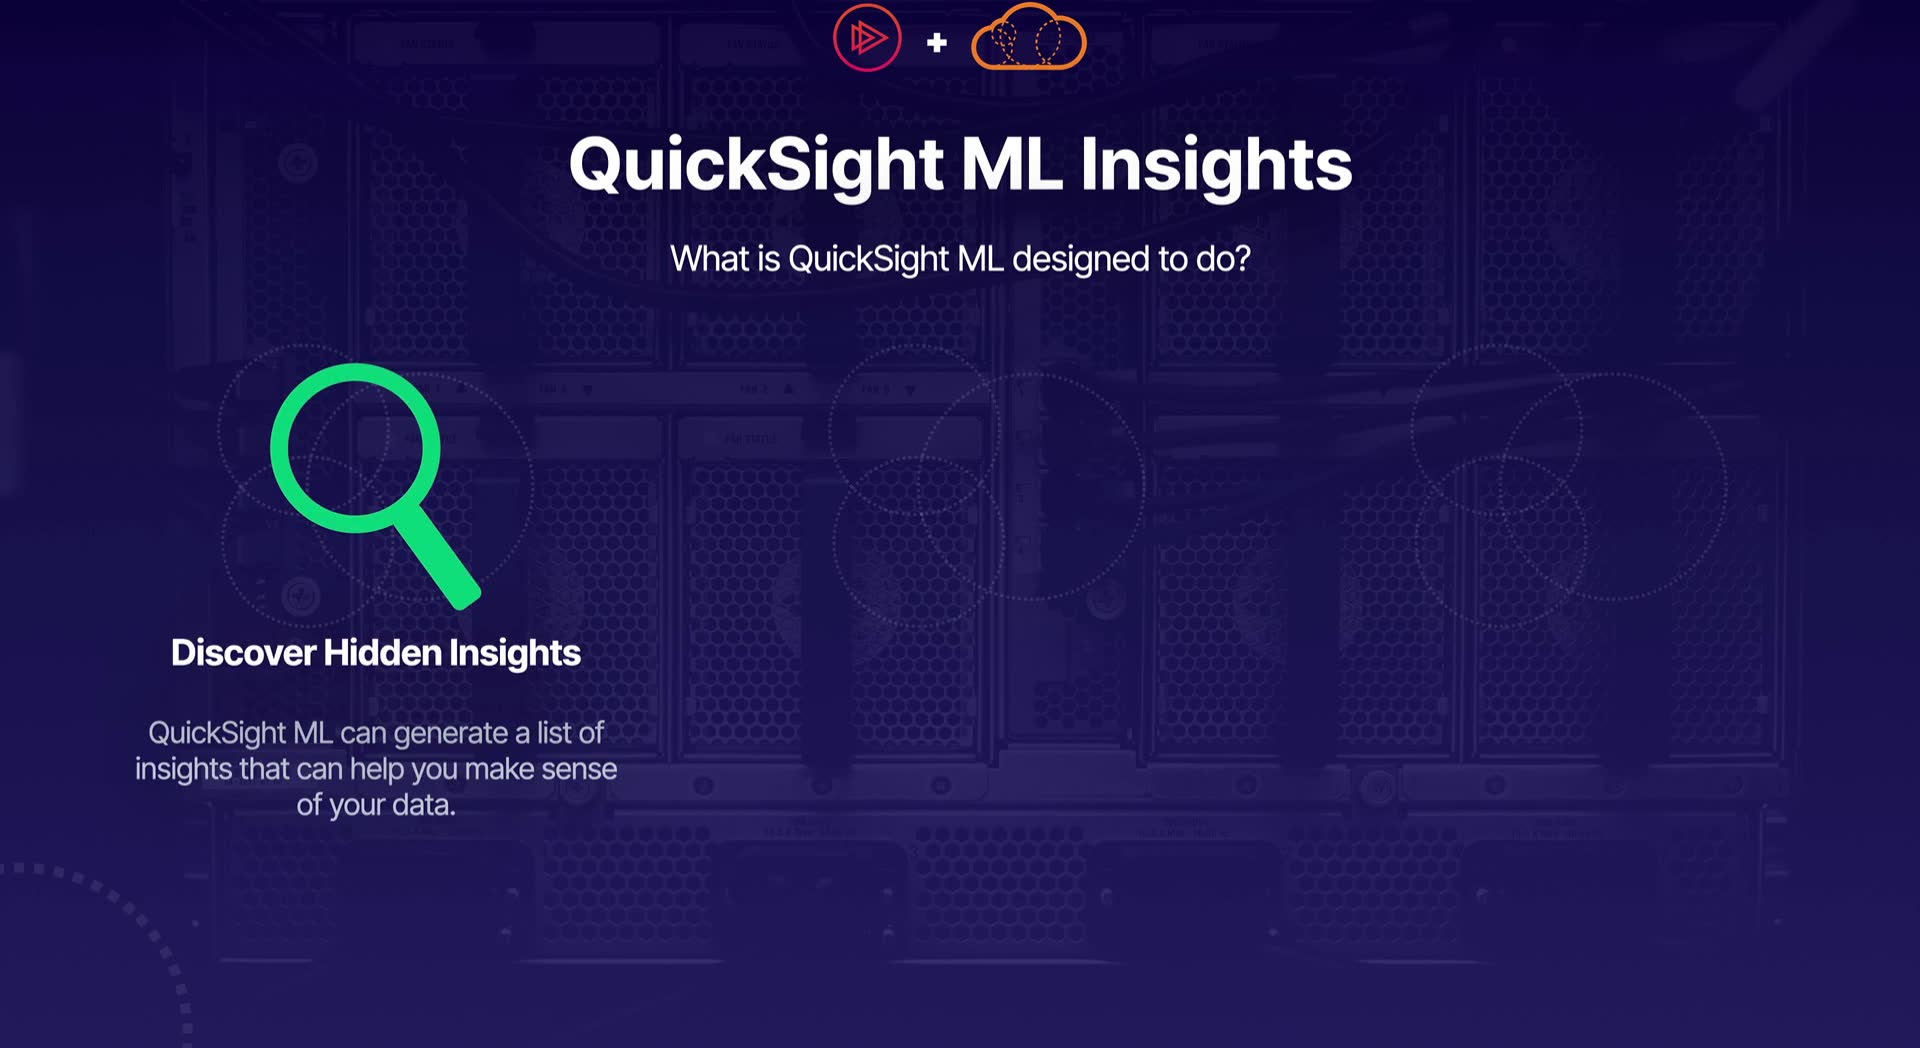 QuickSight ML Insights
What is QuickSight ML designed to do?
Discover Hidden Insights
QuickSight ML can generate a list of
insights that can help you make sense
of your data.